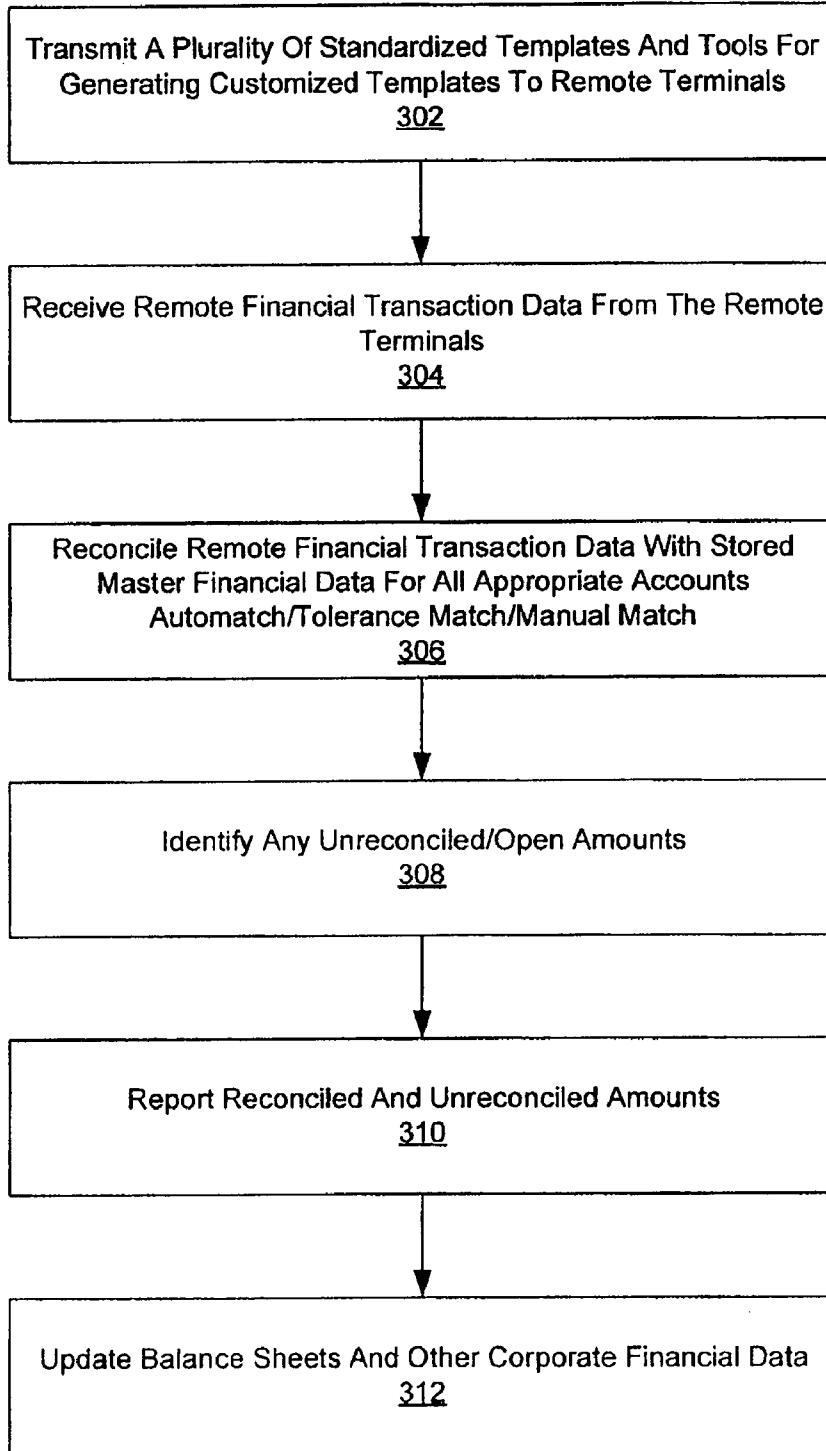 Transmit A Plurality Of Standardized Templates And Tools For
Generating Customized Templates To Remote Terminals
302
Receive Remote Financial Transaction Data From The Remote
Terminals
304
Reconcile Remote Financial Transaction Data With Stored
Master Financial Data For All Appropriate Accounts
Automatch/Tolerance Match/Manual Match
306
Identify Any Unreconciled/Open Amounts
308
Report Reconciled And Unreconciled Amounts
310
Update Balance Sheets And Other Corporate Financial Data
312